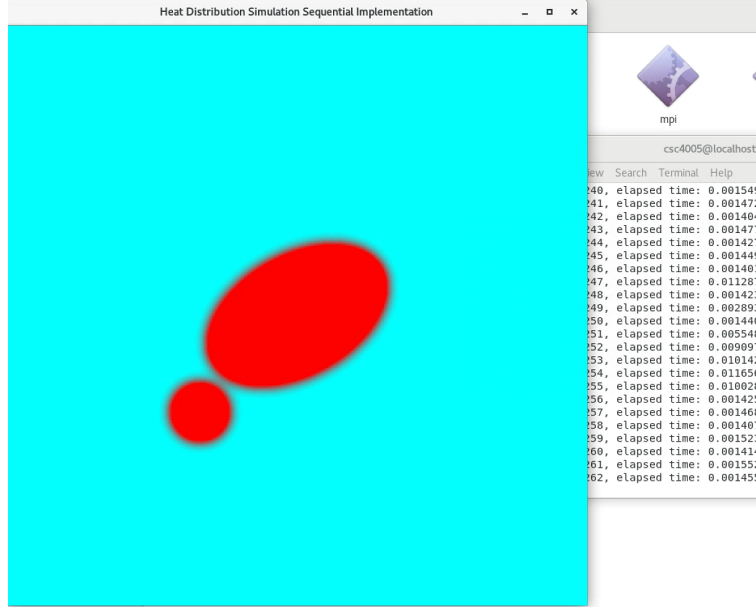 Heat Distribution Simulation Sequential Implementation
mpi
csc4005@localhost
Search Terminal Help
240, elapsed time: 0.00154
241, elapsed time: 0.00147
242, elapsed time: 0.00140
243, elapsed time: 0.00147
244, elapsed time: 0.00142
245, elapsed time: 0.00144
246, elapsed time: 0.00140
247, elapsed time: 0.01128
248, elapsed time: 0.00142
249, elapsed time: 0.00289
250, elapsed time: 0.00144
251, elapsed time: 0.00554
252, elapsed time: 0.00909
253, elapsed time: 0.01014
254, elapsed time: 0.01165
255, elapsed time: 0.01002
256, elapsed time: 0.00142
257, elapsed time: 0.00146
258, elapsed time: 0.00140
259, elapsed time: 0.00152
260, elapsed time: 0.00141
261, elapsed time: 0.00155
262, elapsed time: 0.00145